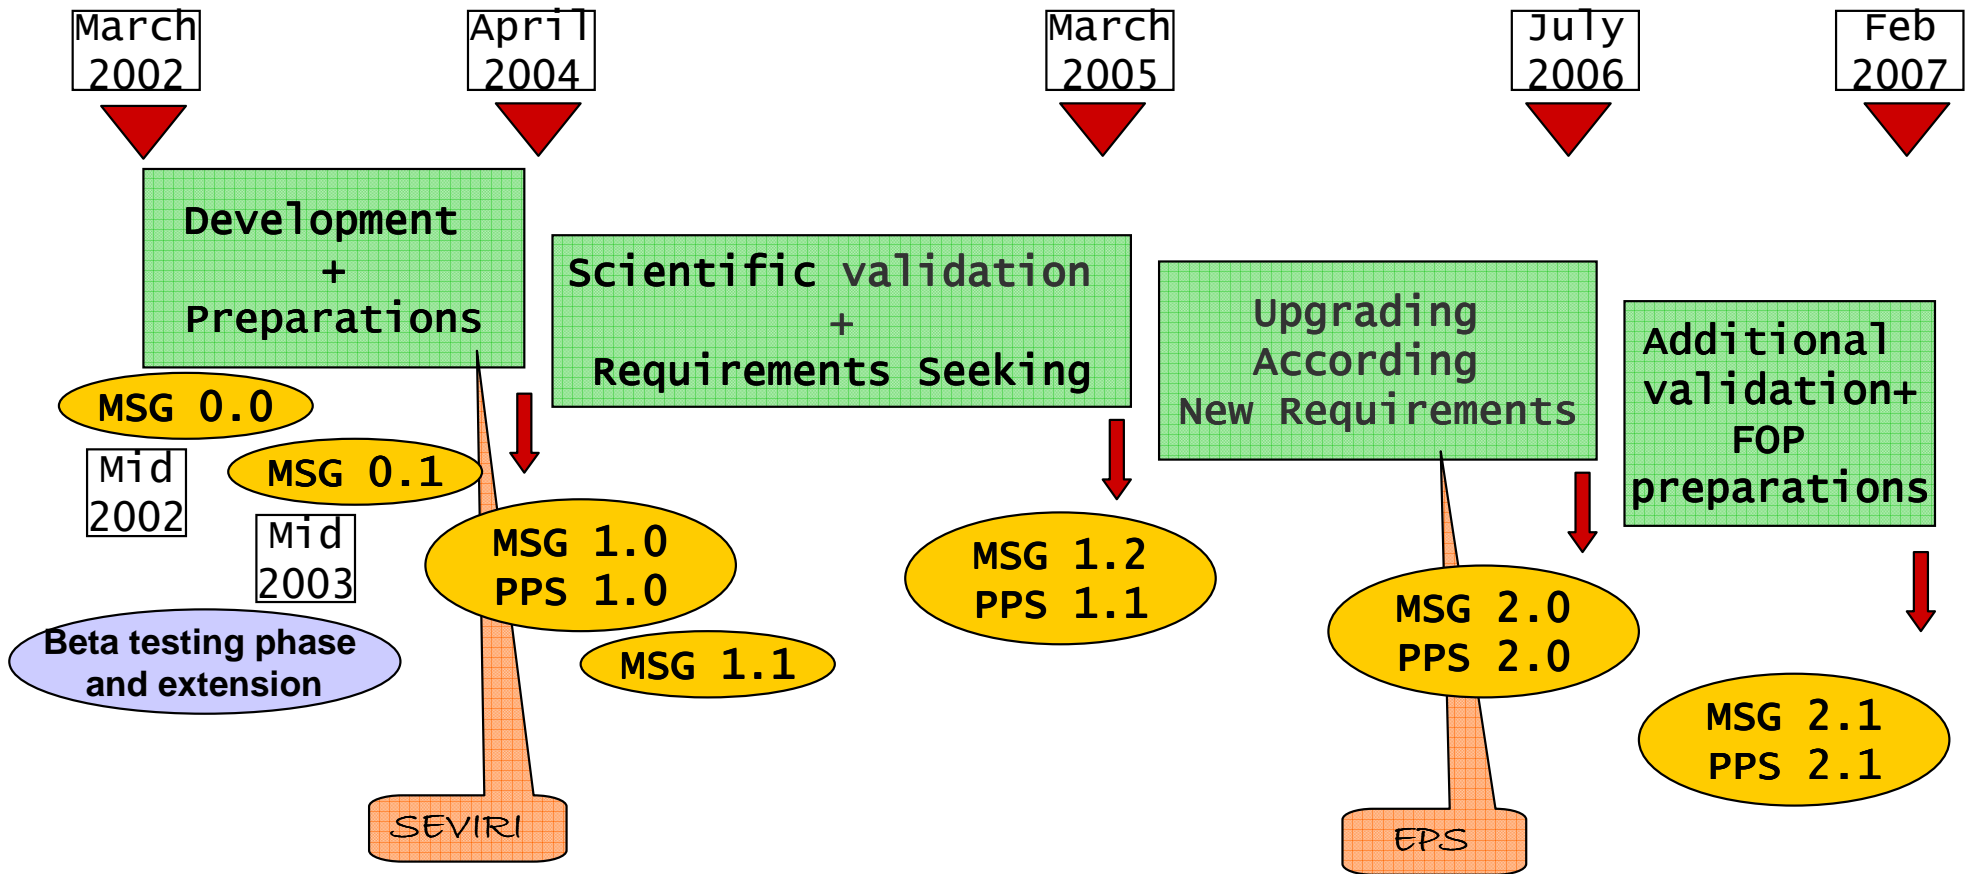 March
2002
April
2004
March
2005
July
2006
Feb
2007
Development
+
Preparations
Scientific validation
+
Requirements Seeking
Upgrading
According
New Requirements
Additional
validation+
FOP
preparations
MSG 0.0
Mid
2002
MSG 0.1
Mid
2003
Beta testing phase
and extension
MSG 1.0
PPS 1.0
MSG 1.1
MSG 1.2
PPS 1.1
MSG 2.0
PPS 2.0
MSG 2.1
PPS 2.1
SEVIRI
EPS